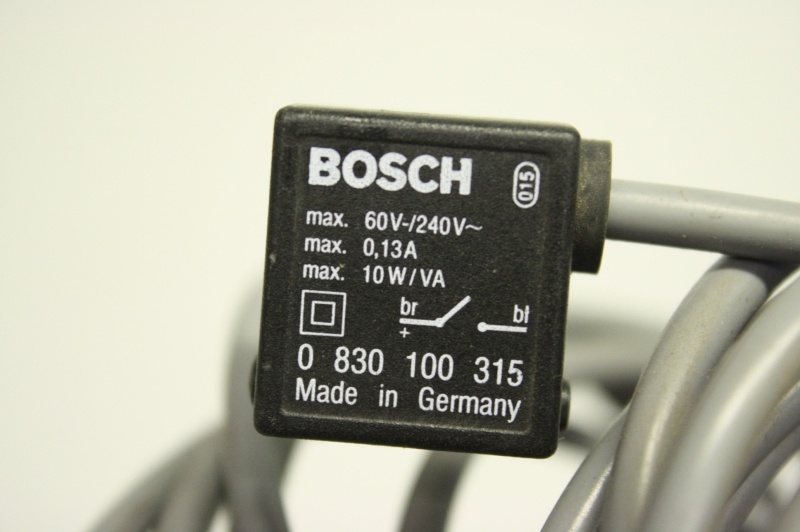 BOSCH
015
max. 60V-/240V~
max. 0,13A
max. 10W/VA
br bl
+
0 830 100 315
Made in Germany